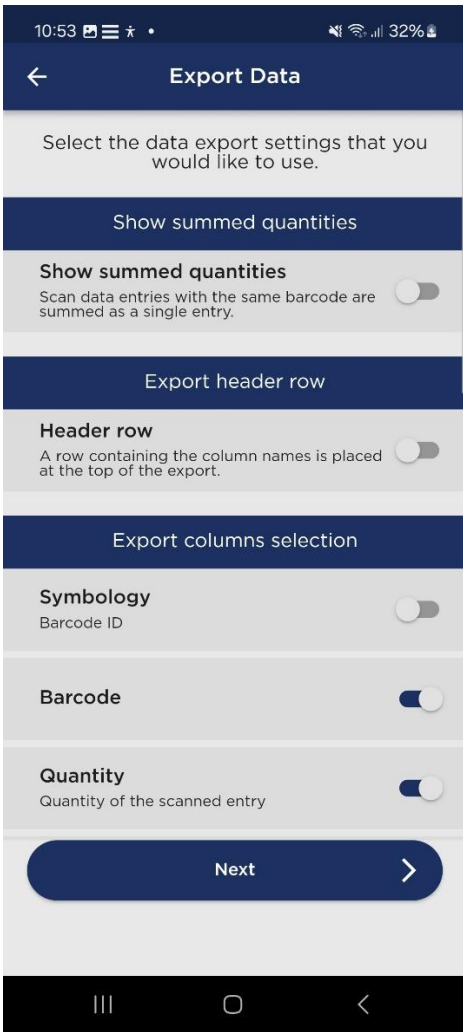 10:53
32%
Export Data
Select the data export settings that you
would like to use.
Show summed quantities
Show summed quantities
Scan data entries with the same barcode are
summed as a single entry.
Export header row
Header row
A row containing the column names is placed
at the top of the export.
Export columns selection
Symbology
Barcode ID
Barcode
Quantity
Quantity of the scanned entry
Next